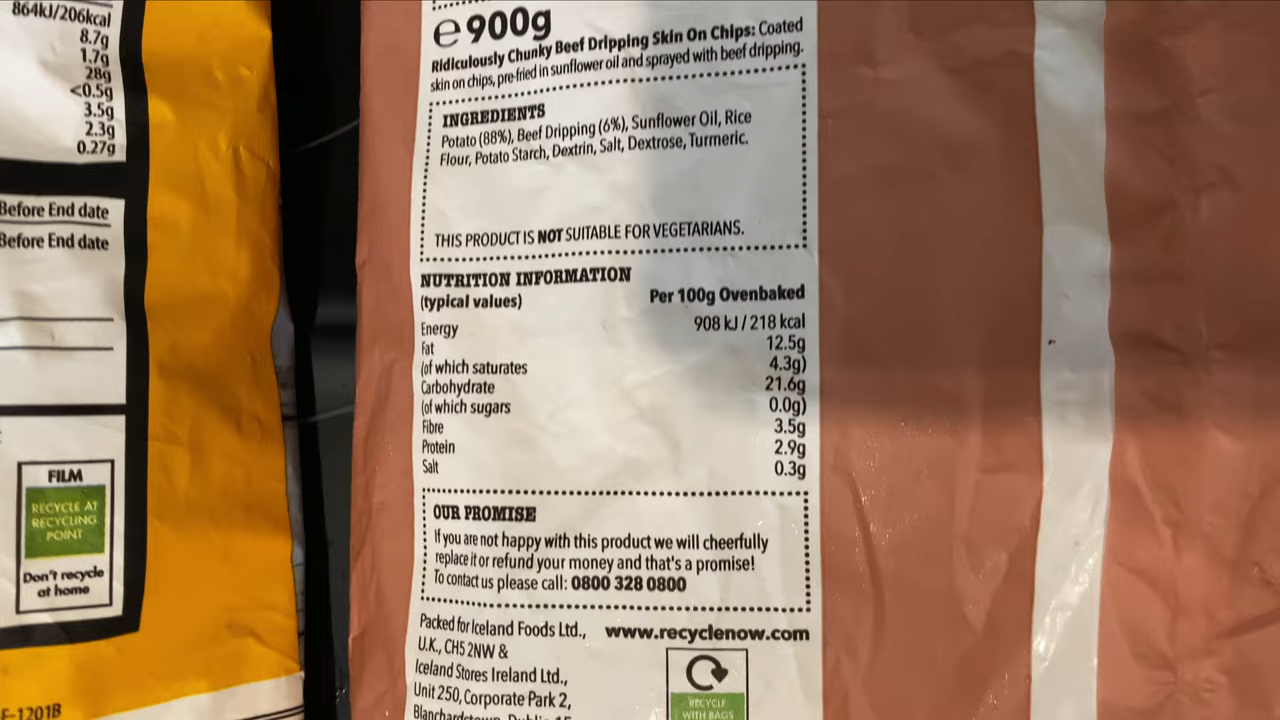 864kJ/206kcal
8.7g
1.7g
28g
<0.5g
3.5g
2.3g
0.27g
Before End date
Before End date
FILM
RECYCLE AT
RECYCLING
POINT
Don't recycle
at home
F-1201B
e 900g
Ridiculously Chunky Beef Dripping Skin On Chips: Coated
skin on chips, pre-fried in sunflower oil and sprayed with beef dripping.
INGREDIENTS
Potato (88%), Beef Dripping (6%), Sunflower Oil, Rice
Flour, Potato Starch, Dextrin, Salt, Dextrose, Turmeric.
THIS PRODUCT IS NOT SUITABLE FOR VEGETARIANS.
NUTRITION INFORMATION
(typical values) Per 100g Ovenbaked
Energy 908 kJ / 218 kcal
Fat 12.5g
(of which saturates 4.3g)
Carbohydrate 21.6g
(of which sugars 0.0g)
Fibre 3.5g
Protein 2.9g
Salt 0.3g
OUR PROMISE
If you are not happy with this product we will cheerfully
replace it or refund your money and that's a promise!
To contact us please call: 0800 328 0800
Packed for Iceland Foods Ltd.,
U.K., CH5 2NW &
Iceland Stores Ireland Ltd.,
Unit 250, Corporate Park 2,
www.recyclenow.com
RECYCLE
WITH BAGS